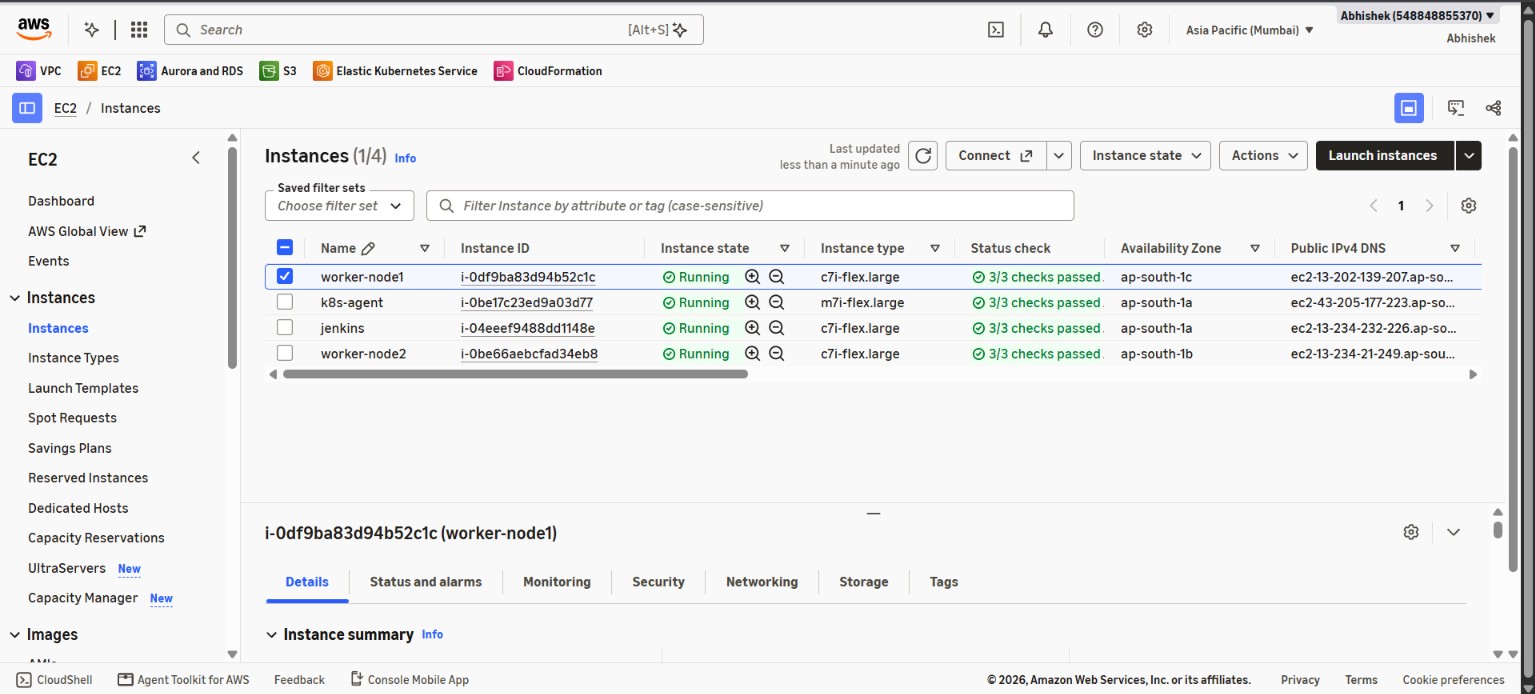 aws
Search [Alt+S]
Asia Pacific (Mumbai)
Abhishek (548848855370)
Abhishek
VPC EC2 Aurora and RDS S3 Elastic Kubernetes Service CloudFormation
EC2 / Instances
EC2
Dashboard
AWS Global View
Events
Instances
Instances
Instance Types
Launch Templates
Spot Requests
Savings Plans
Reserved Instances
Dedicated Hosts
Capacity Reservations
UltraServers New
Capacity Manager New
Images
AMIs
Instances (1/4) Info
Last updated
less than a minute ago
Connect Instance state Actions Launch instances
Saved filter sets
Choose filter set
Filter Instance by attribute or tag (case-sensitive)
1
Name Instance ID Instance state Instance type Status check Availability Zone Public IPv4 DNS
worker-node1 i-0df9ba83d94b52c1c Running c7i-flex.large 3/3 checks passed ap-south-1c ec2-13-202-139-207.ap-so...
k8s-agent i-0be17c23ed9a03d77 Running m7i-flex.large 3/3 checks passed ap-south-1a ec2-43-205-177-223.ap-so...
jenkins i-04eeef9488dd1148e Running c7i-flex.large 3/3 checks passed ap-south-1a ec2-13-234-232-226.ap-so...
worker-node2 i-0be66aebcfad34eb8 Running c7i-flex.large 3/3 checks passed ap-south-1b ec2-13-234-21-249.ap-sou...
i-0df9ba83d94b52c1c (worker-node1)
Details Status and alarms Monitoring Security Networking Storage Tags
Instance summary Info
CloudShell Agent Toolkit for AWS Feedback Console Mobile App
© 2026, Amazon Web Services, Inc. or its affiliates. Privacy Terms Cookie preferences